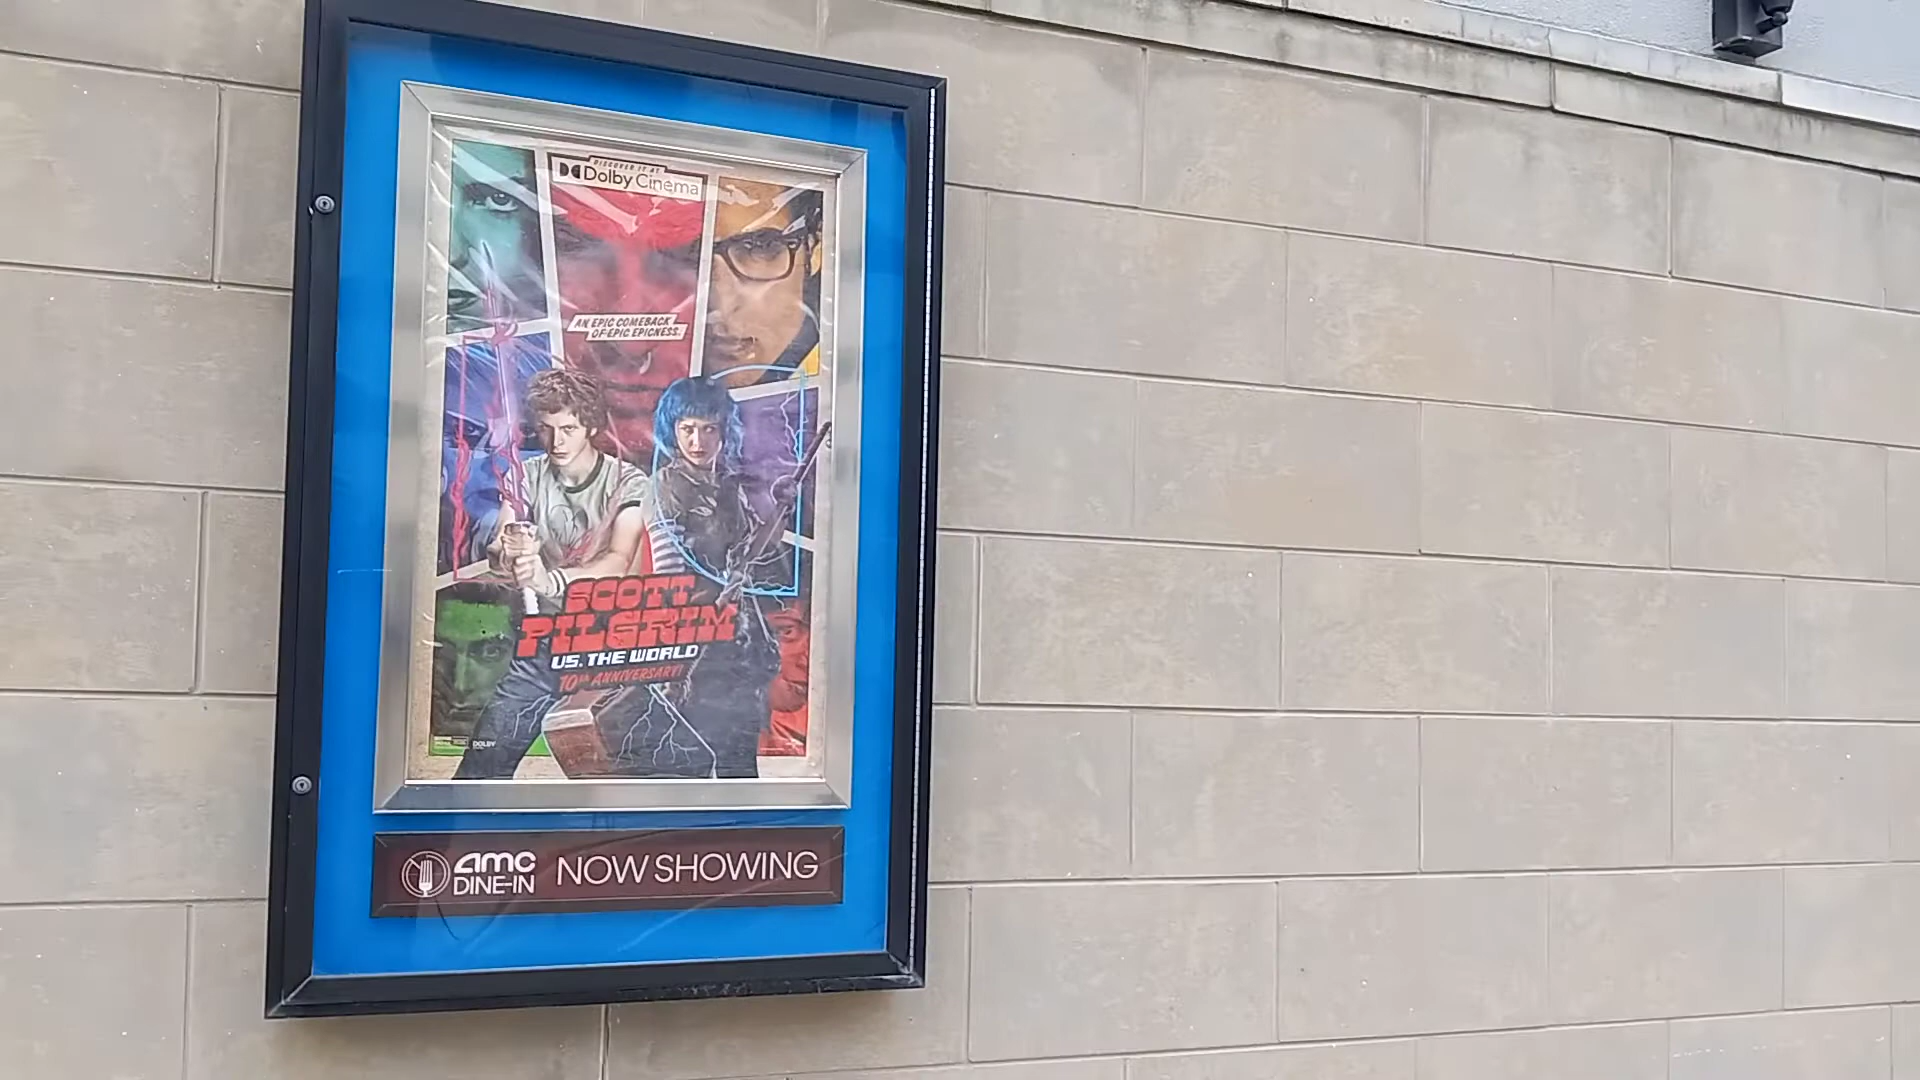 DISCOVER IT AT
Dolby Cinema
AN EPIC COMEBACK
OF EPIC EPICNESS.
SCOTT
PILGRIM
VS. THE WORLD
10th ANNIVERSARY!
DOLBY
amc
DINE-IN
NOW SHOWING